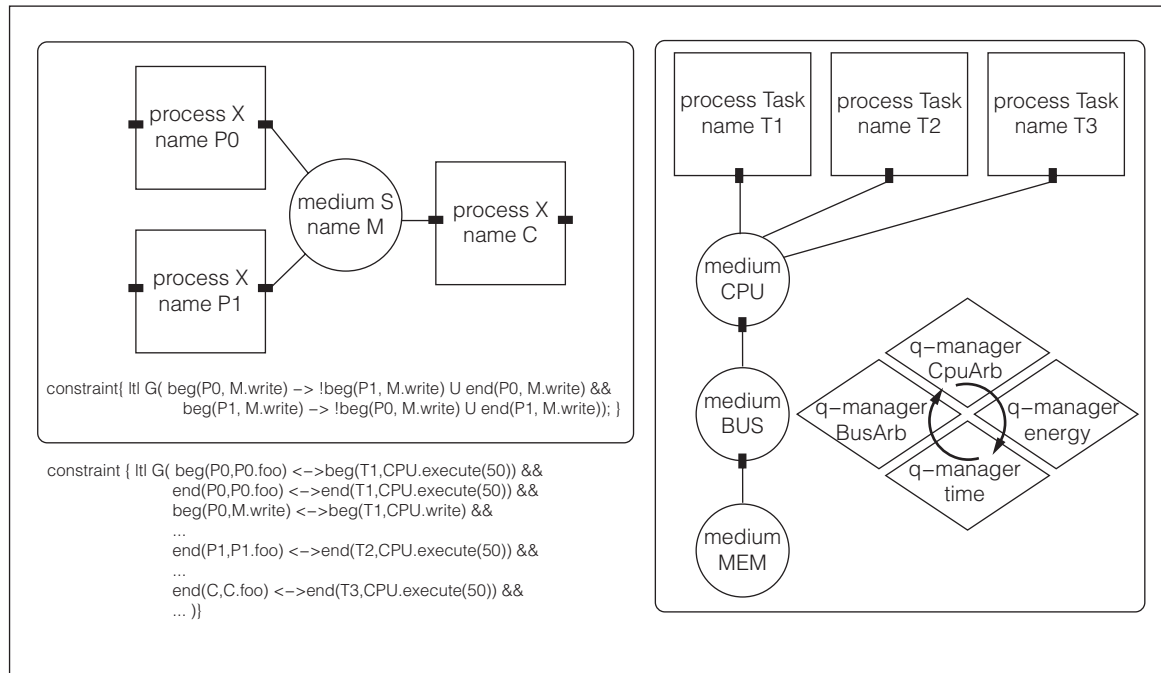 process X
name P0
medium S
name M
process X
name C
process X
name P1
constraint{ ltl G( beg(P0, M.write) −> !beg(P1, M.write) U end(P0, M.write) &&
beg(P1, M.write) −> !beg(P0, M.write) U end(P1, M.write)); }
constraint { ltl G( beg(P0,P0.foo) <−>beg(T1,CPU.execute(50)) &&
end(P0,P0.foo) <−>end(T1,CPU.execute(50)) &&
beg(P0,M.write) <−>beg(T1,CPU.write) &&
...
end(P1,P1.foo) <−>end(T2,CPU.execute(50)) &&
...
end(C,C.foo) <−>end(T3,CPU.execute(50)) &&
... )}
process Task
name T1
process Task
name T2
process Task
name T3
medium
CPU
medium
BUS
medium
MEM
q−manager
CpuArb
q−manager
BusArb
q−manager
energy
q−manager
time